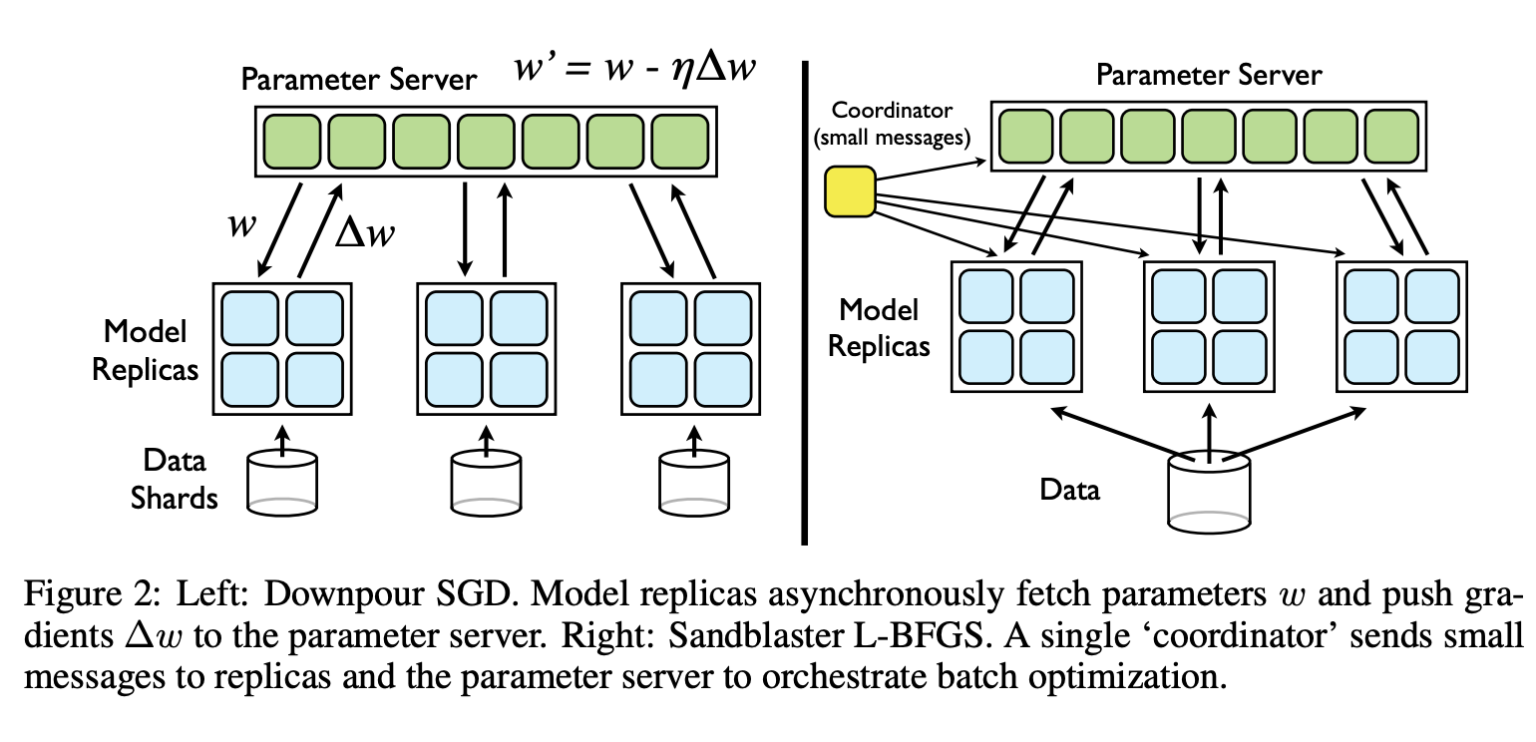 Parameter Server
w’ = w - ηΔw
w
Δw
Model
Replicas
Data
Shards
Parameter Server
Coordinator
(small messages)
Model
Replicas
Data
Figure 2: Left: Downpour SGD. Model replicas asynchronously fetch parameters w and push gra-
dients Δw to the parameter server. Right: Sandblaster L-BFGS. A single ‘coordinator’ sends small
messages to replicas and the parameter server to orchestrate batch optimization.